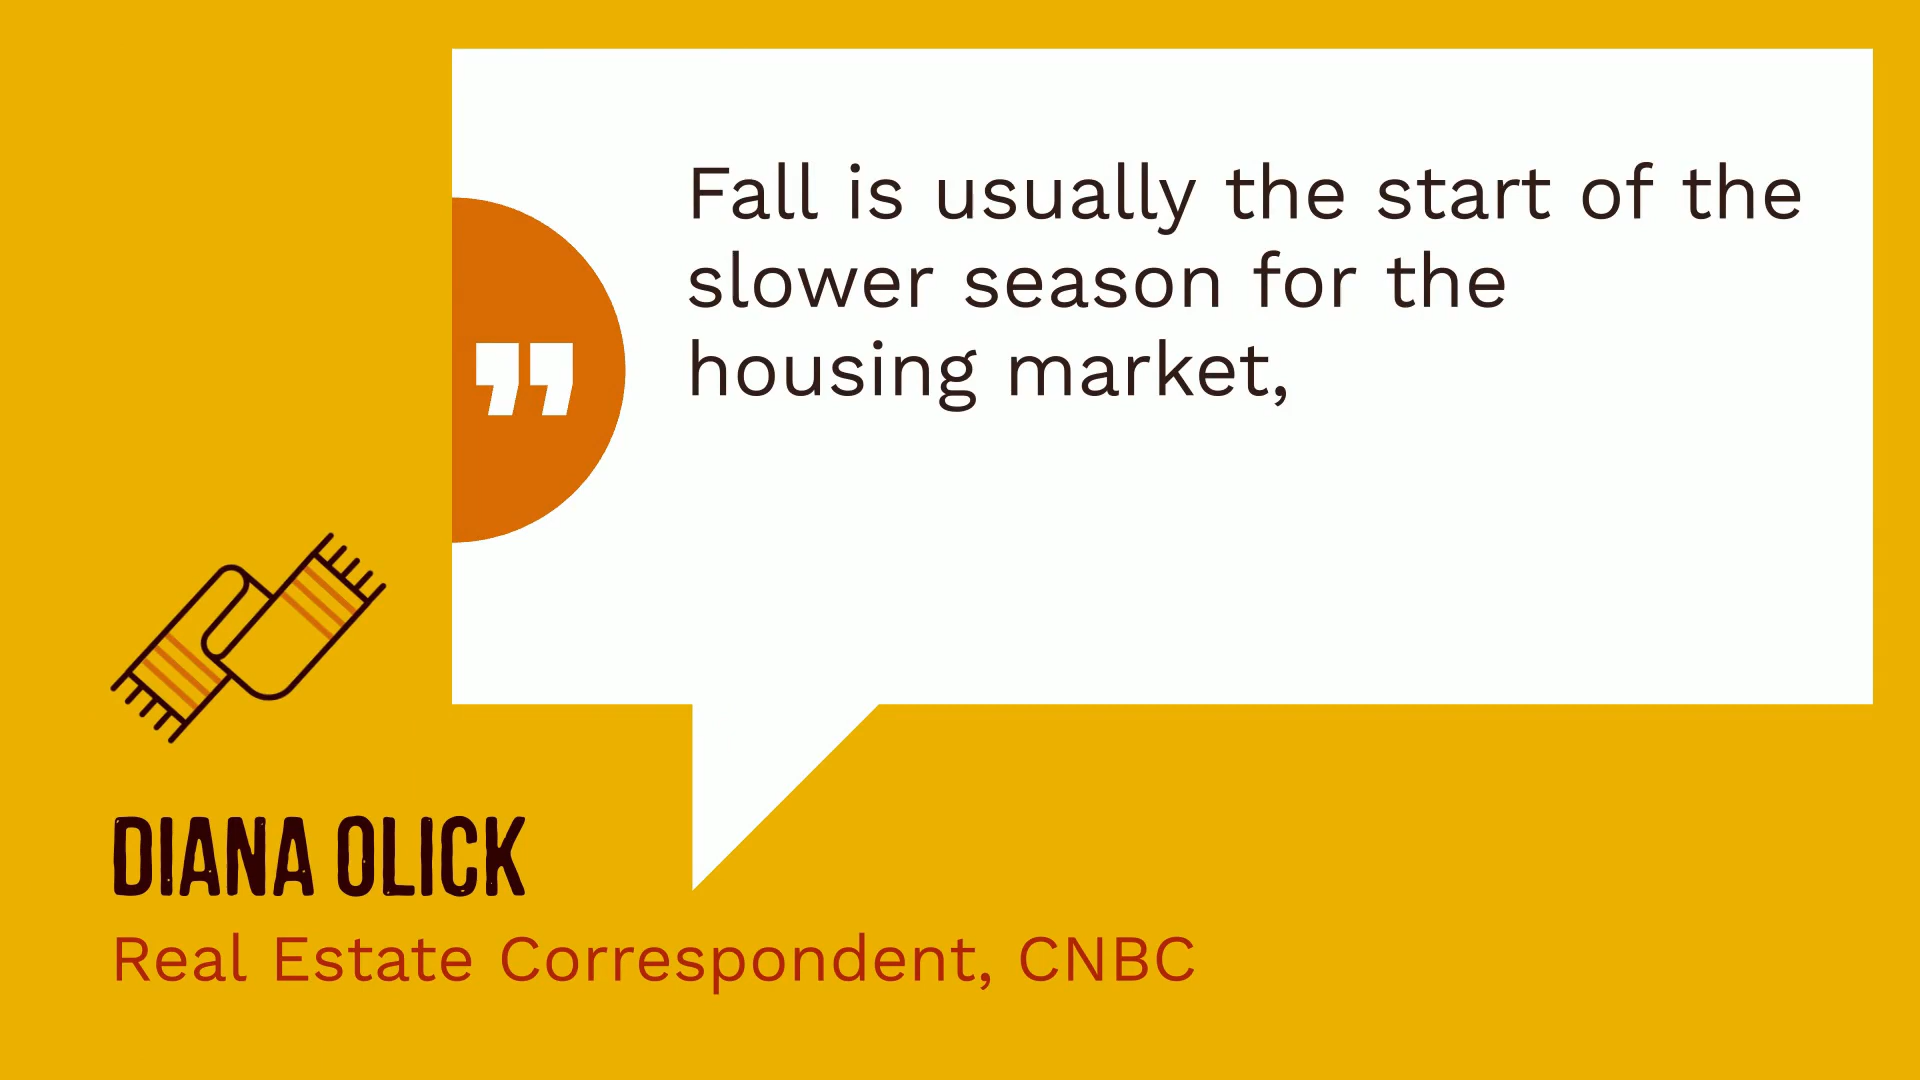 Fall is usually the start of the
slower season for the
housing market,
"
DIANA OLICK
Real Estate Correspondent, CNBC